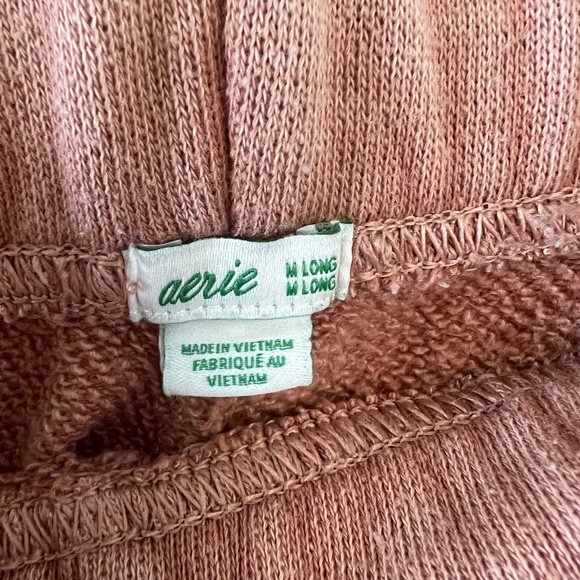 aerie
M LONG
M LONG
MADE IN VIETNAM
FABRIQUÉ AU
VIETNAM